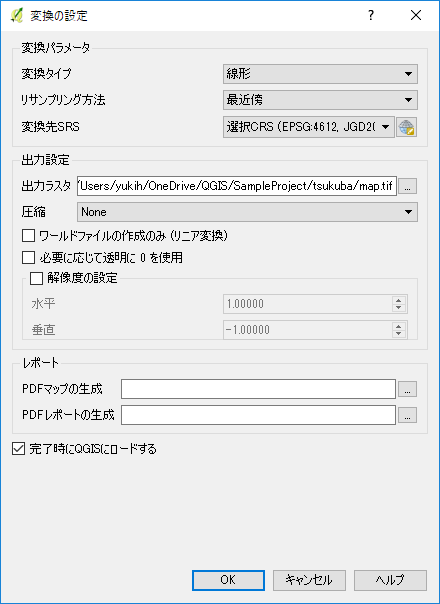 変換の設定
変換パラメータ
変換タイプ 線形
リサンプリング方法 最近傍
変換先SRS 選択CRS (EPSG:4612, JGD20
出力設定
出力ラスタ /Users/yukih/OneDrive/QGIS/SampleProject/tsukuba/map.tif ...
圧縮 None
ワールドファイルの作成のみ (リニア変換)
必要に応じて透明に 0 を使用
解像度の設定
水平 1.00000
垂直 -1.00000
レポート
PDFマップの生成 ...
PDFレポートの生成 ...
完了時にQGISにロードする
OK キャンセル ヘルプ